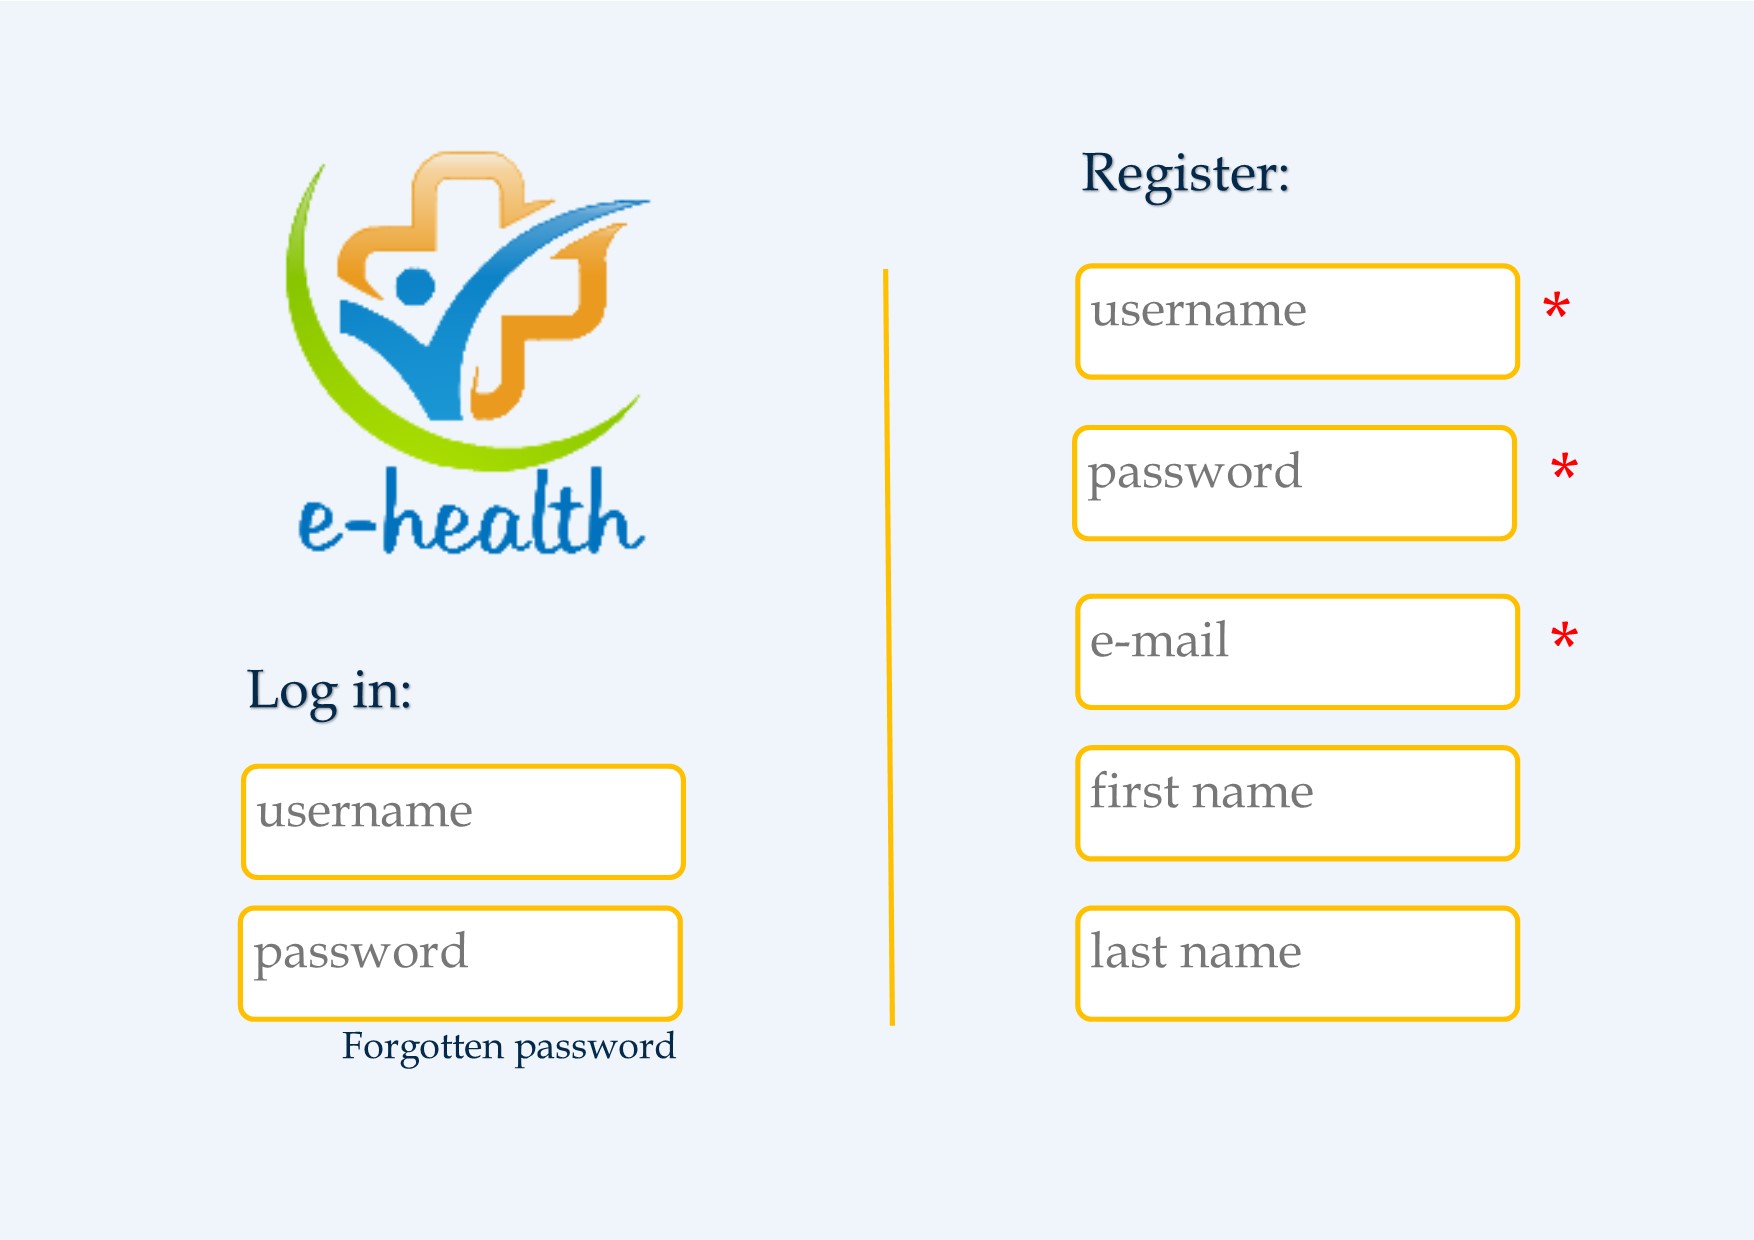 e-health
Log in:
username
password
Forgotten password
Register:
username *
password *
e-mail *
first name
last name